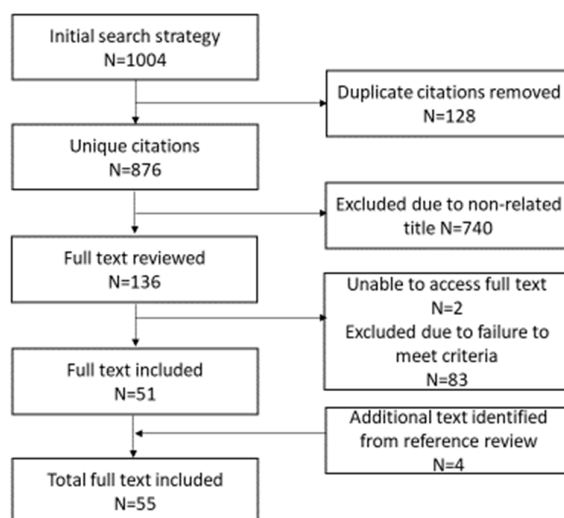 Initial search strategy
N=1004
Duplicate citations removed
N=128
Unique citations
N=876
Excluded due to non-related
title N=740
Full text reviewed
N=136
Unable to access full text
N=2
Excluded due to failure to
meet criteria
N=83
Full text included
N=51
Additional text identified
from reference review
N=4
Total full text included
N=55